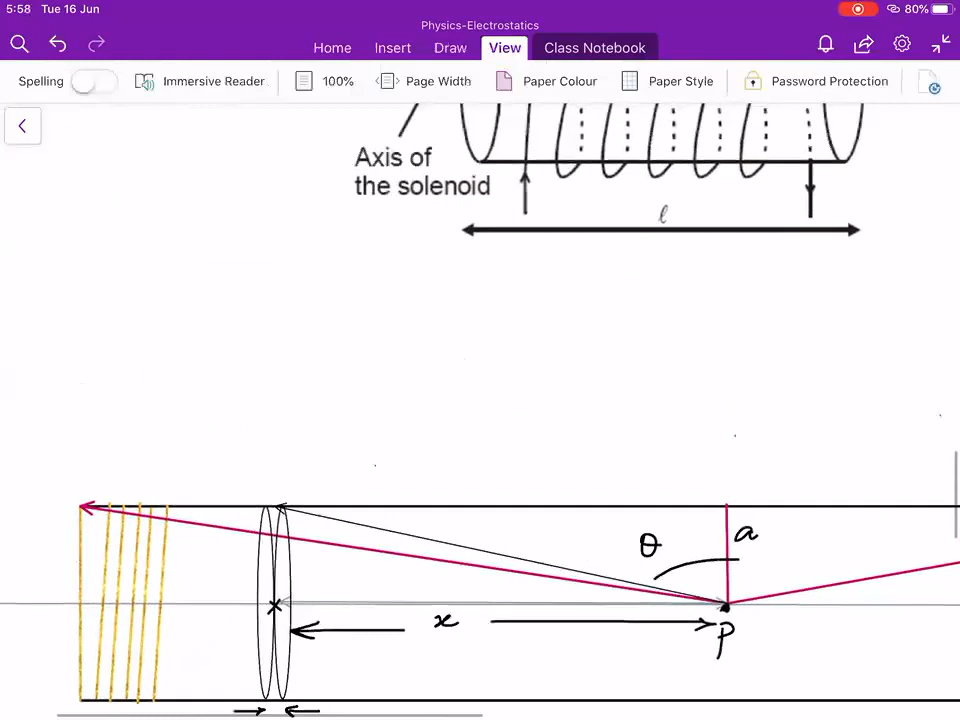 5:58 Tue 16 Jun
80%
Physics-Electrostatics
Home Insert Draw View Class Notebook
Spelling Immersive Reader 100% Page Width Paper Colour Paper Style Password Protection
Axis of
the solenoid
ℓ
θ
a
x
P